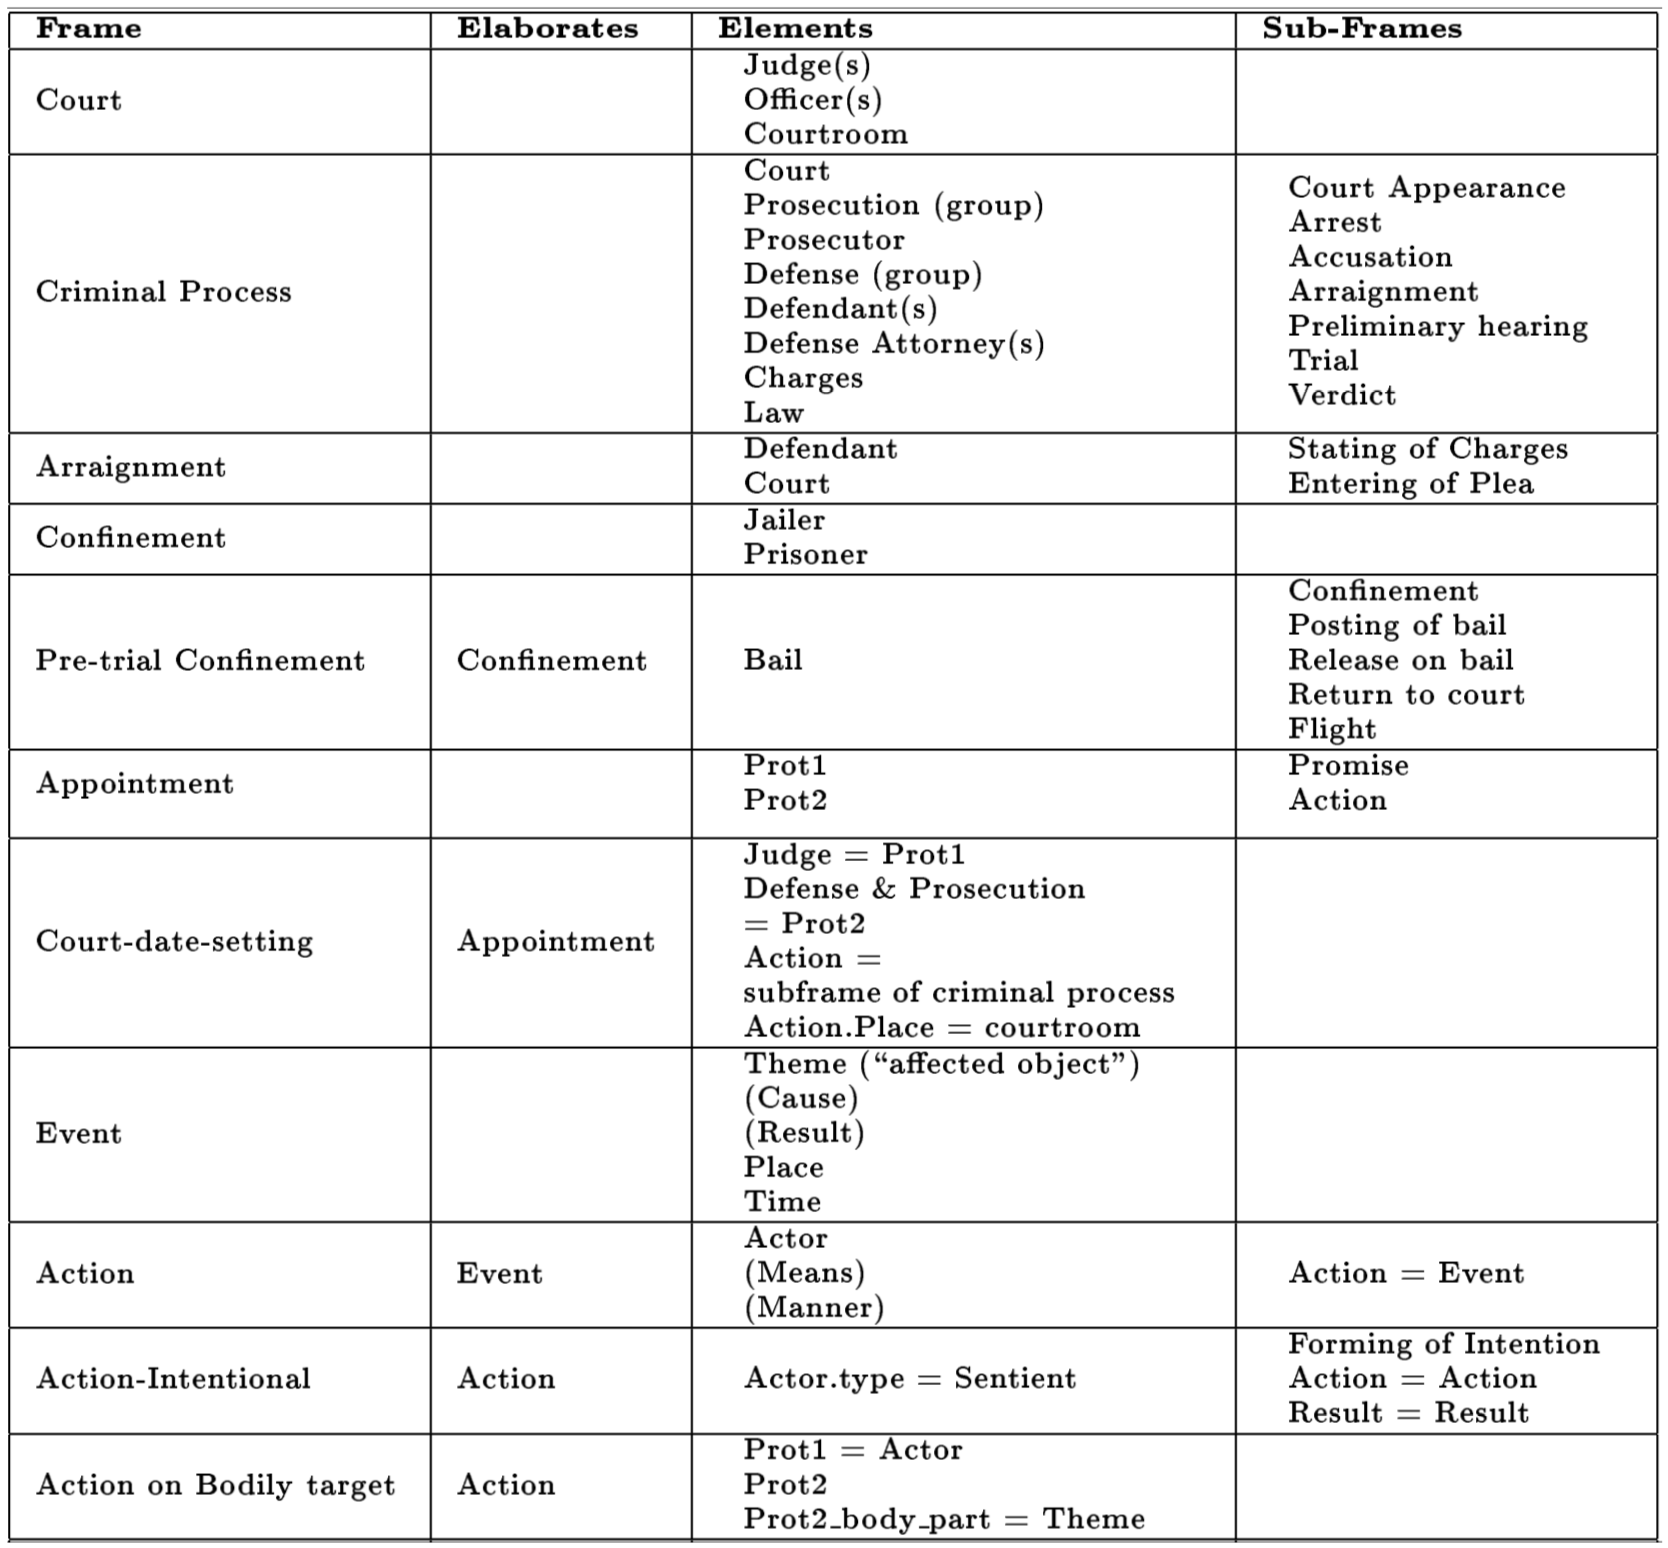 Frame Elaborates Elements Sub-Frames
Court
Judge(s)
Officer(s)
Courtroom
Criminal Process
Court
Prosecution (group)
Prosecutor
Defense (group)
Defendant(s)
Defense Attorney(s)
Charges
Law
Court Appearance
Arrest
Accusation
Arraignment
Preliminary hearing
Trial
Verdict
Arraignment
Defendant
Court
Stating of Charges
Entering of Plea
Confinement
Jailer
Prisoner
Pre-trial Confinement
Confinement
Bail
Confinement
Posting of bail
Release on bail
Return to court
Flight
Appointment
Prot1
Prot2
Promise
Action
Court-date-setting
Appointment
Judge = Prot1
Defense & Prosecution
= Prot2
Action =
subframe of criminal process
Action.Place = courtroom
Event
Theme (“affected object”)
(Cause)
(Result)
Place
Time
Action
Event
Actor
(Means)
(Manner)
Action = Event
Action-Intentional
Action
Actor.type = Sentient
Forming of Intention
Action = Action
Result = Result
Action on Bodily target
Action
Prot1 = Actor
Prot2
Prot2_body_part = Theme